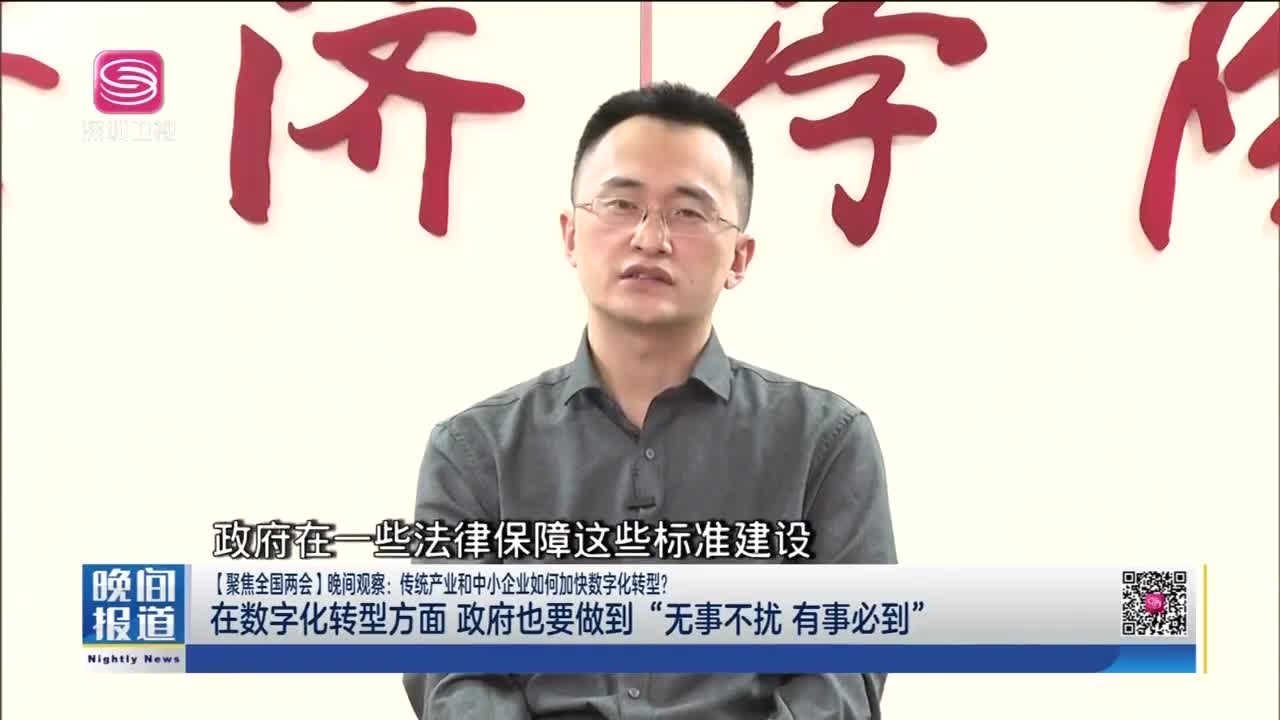 济学院
深圳卫视
政府在一些法律保障这些标准建设
晚间
报道
Nightly News
【聚焦全国两会】晚间观察：传统产业和中小企业如何加快数字化转型？
在数字化转型方面 政府也要做到“无事不扰 有事必到”